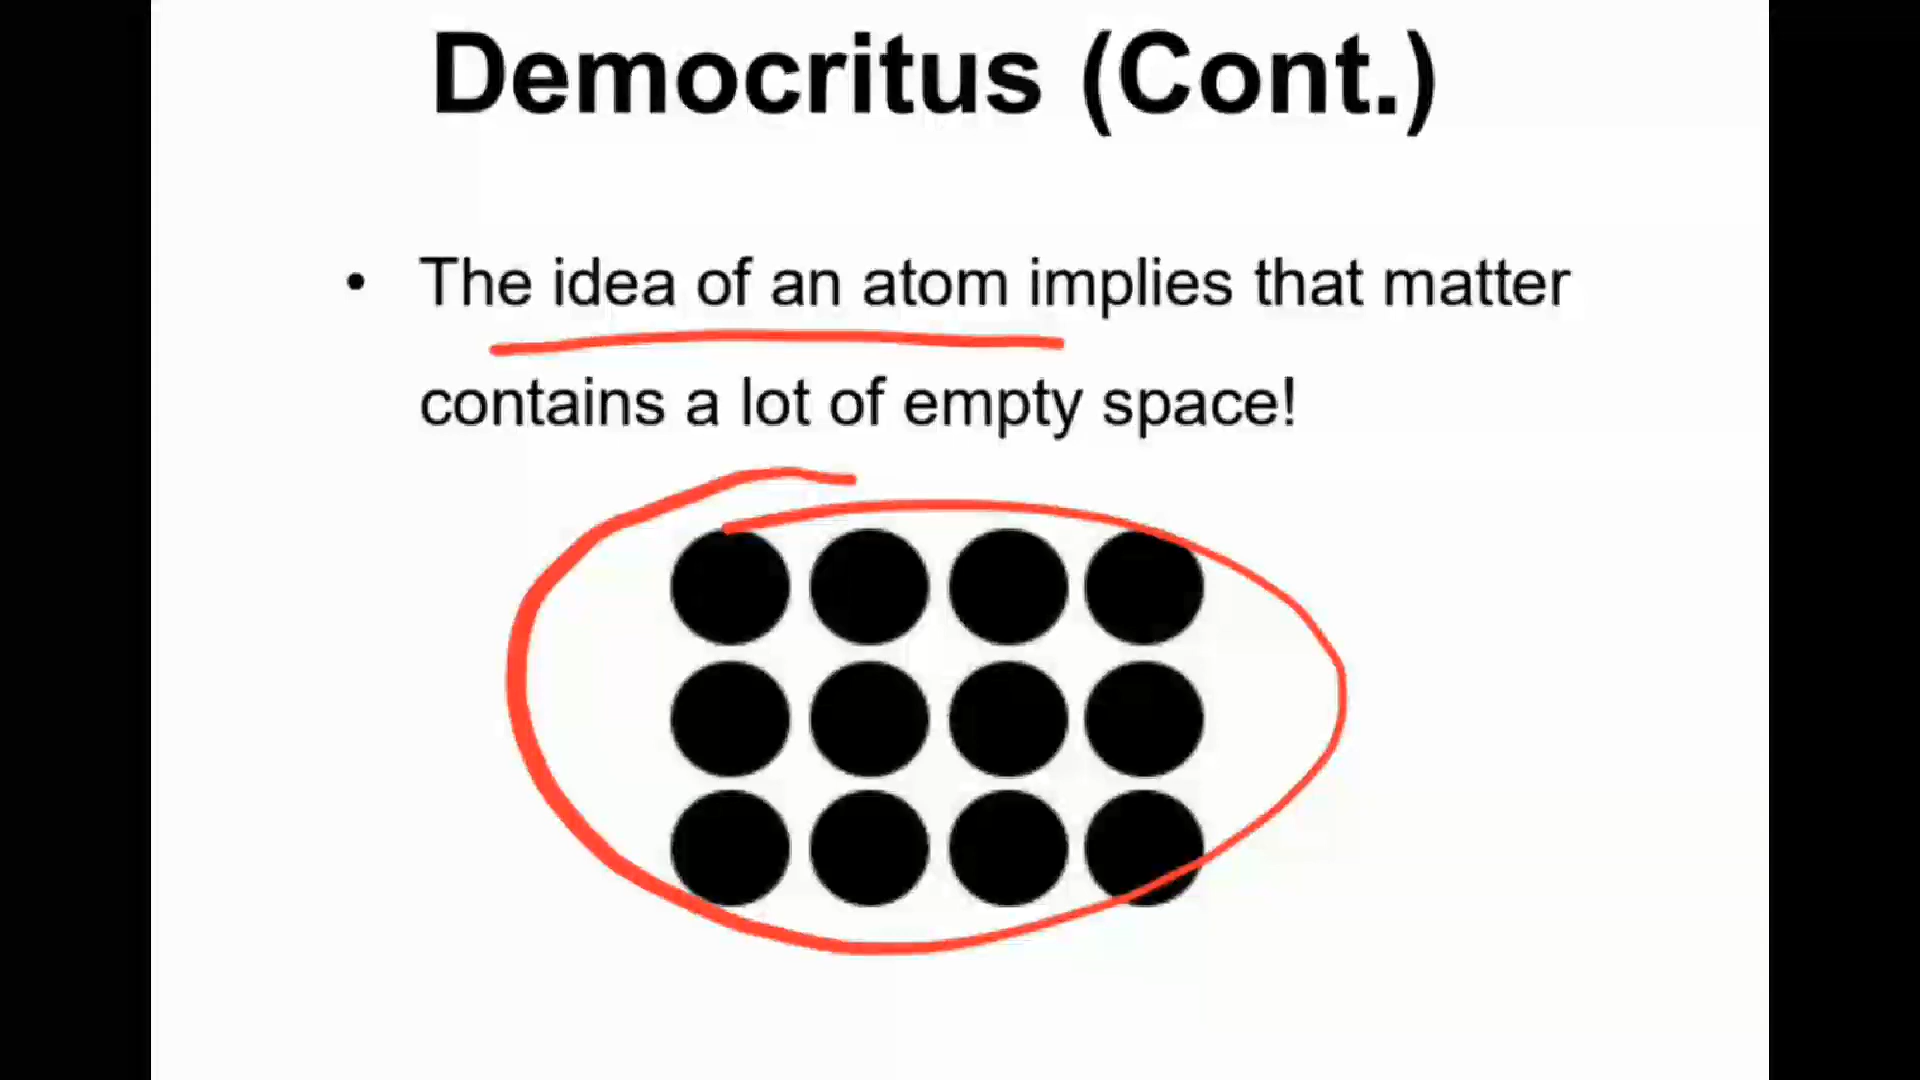 Democritus (Cont.)
• The idea of an atom implies that matter
contains a lot of empty space!